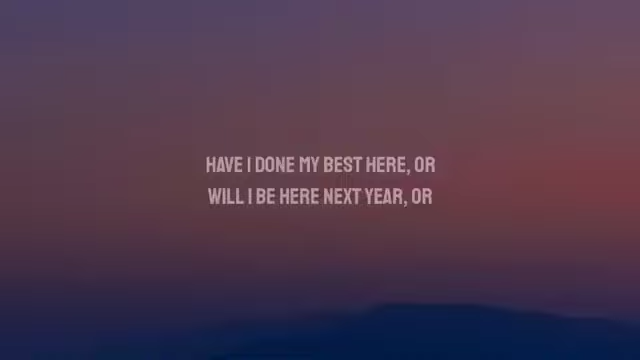 HAVE I DONE MY BEST HERE, OR
WILL I BE HERE NEXT YEAR, OR